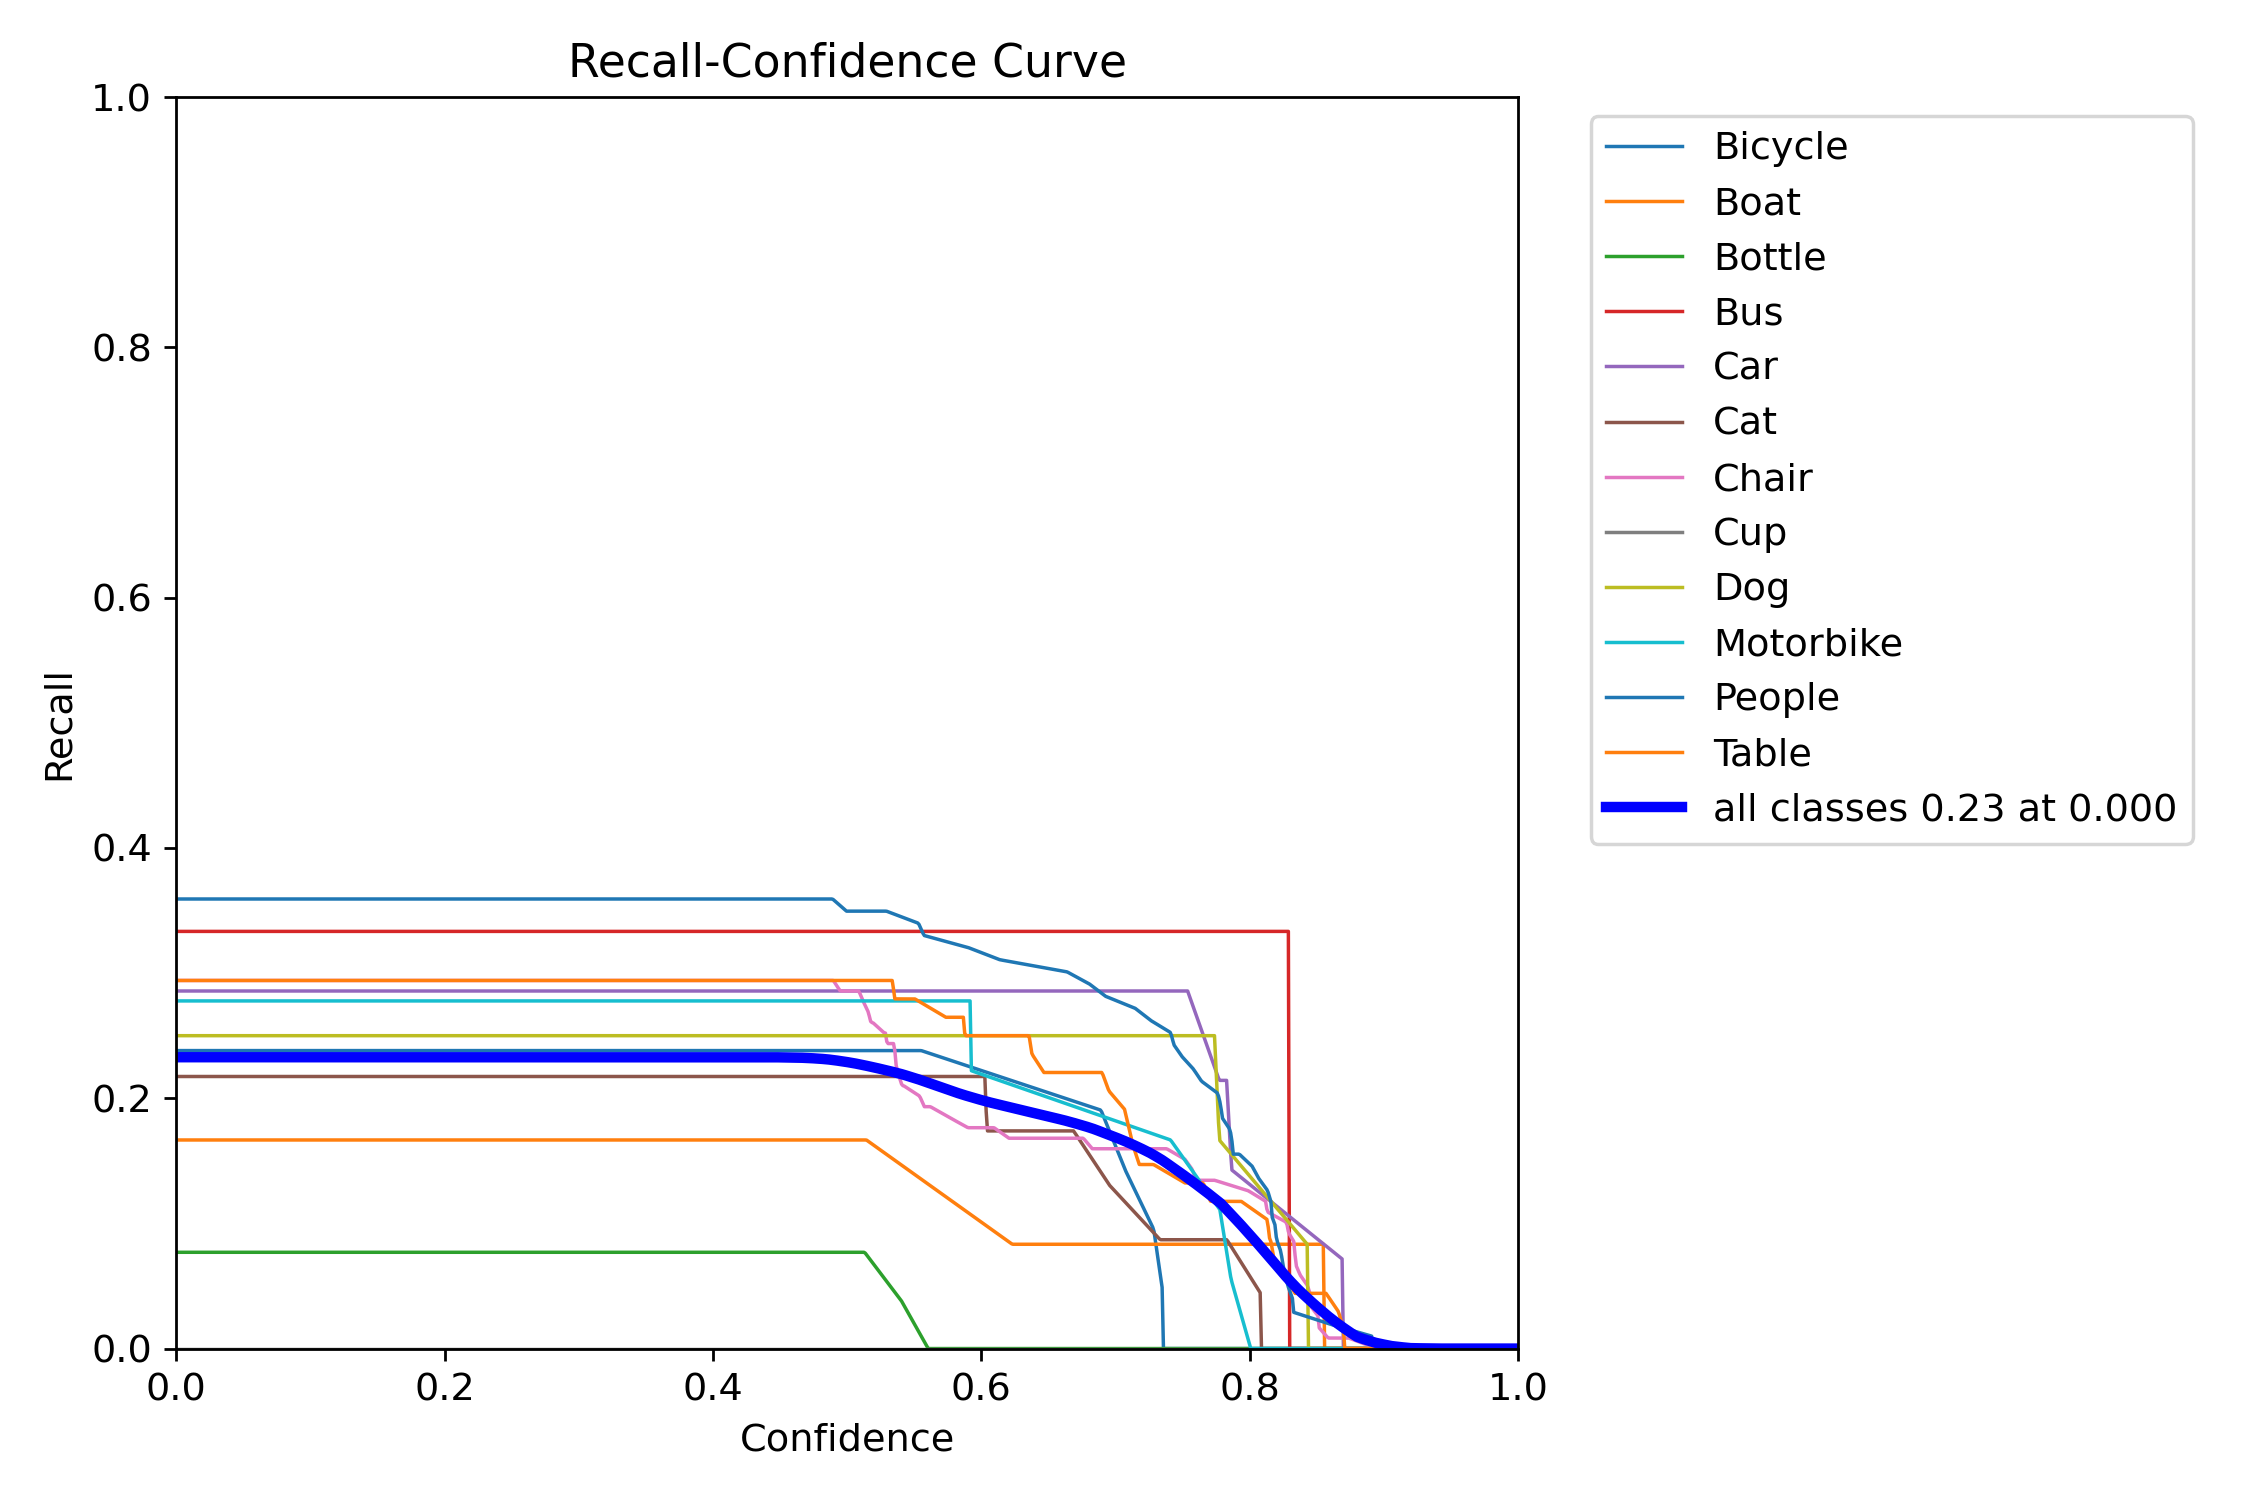 Recall-Confidence Curve
1.0
0.8
0.6
0.4
0.2
0.0
Recall
0.0 0.2 0.4 0.6 0.8 1.0
Confidence
Bicycle
Boat
Bottle
Bus
Car
Cat
Chair
Cup
Dog
Motorbike
People
Table
all classes 0.23 at 0.000